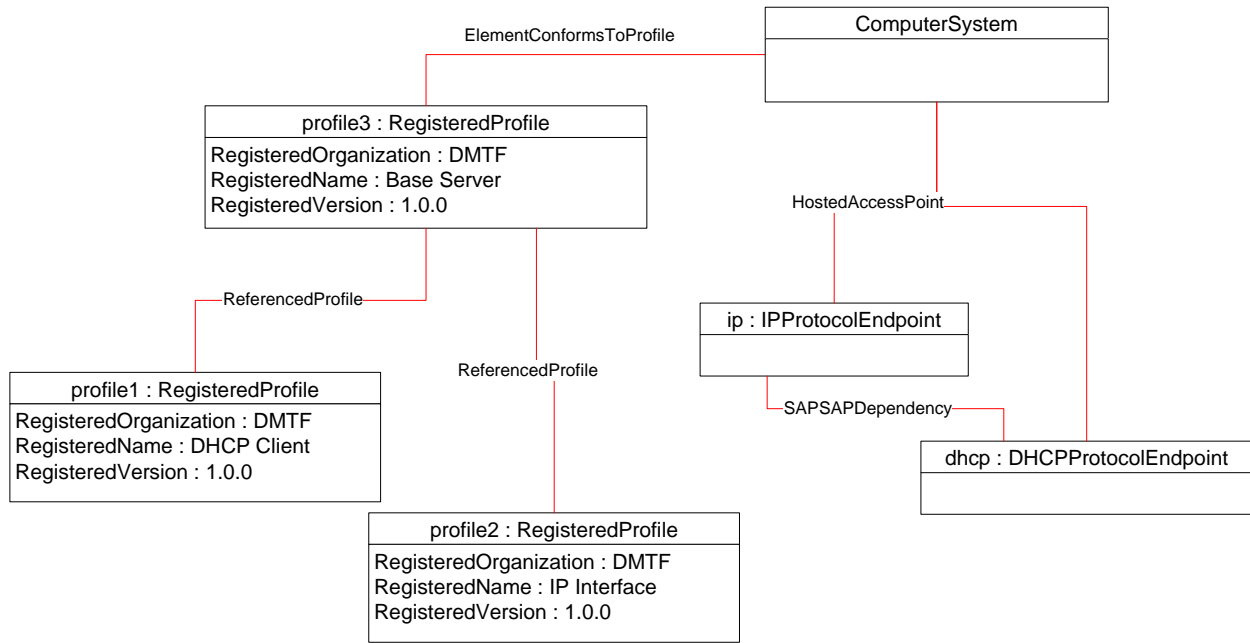 ComputerSystem
ElementConformsToProfile
profile3 : RegisteredProfile
RegisteredOrganization : DMTF
RegisteredName : Base Server
RegisteredVersion : 1.0.0
HostedAccessPoint
ReferencedProfile
ip : IPProtocolEndpoint
ReferencedProfile
profile1 : RegisteredProfile
RegisteredOrganization : DMTF
RegisteredName : DHCP Client
RegisteredVersion : 1.0.0
SAPSAPDependency
dhcp : DHCPProtocolEndpoint
profile2 : RegisteredProfile
RegisteredOrganization : DMTF
RegisteredName : IP Interface
RegisteredVersion : 1.0.0